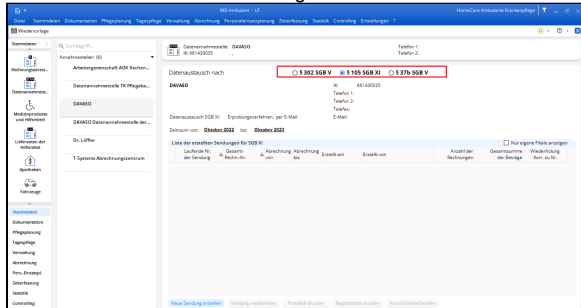 MD Ambulant - LF
HomeCare Ambulante Krankenpflege
Datei Stammdaten Dokumentation Pflegeplanung Tagespflege Verwaltung Abrechnung Personaleinsatzplanung Zeiterfassung Statistik Controlling Einstellungen ?
Wiedervorlage
Stammdaten
Suchbegriff...
Annahmestellen (6)
Datenannahmestelle DAVASO
IK: 661430035
Telefon 1:
Telefon 2:
Rechnungsadress..
Arbeitergemeinschaft AOK Rechen...
Datenannahmest..
Datenannahmestelle TK Pflegeka...
Datenaustausch nach
§ 302 SGB V
§ 105 SGB XI
§ 37b SGB V
DAVASO
DAVASO
IK: 661430035
Telefon 1:
Telefon 2:
Telefax:
Medizinprodukte und Hilfsmittel
DAVASO Datenannahmestelle der...
Datenaustausch SGB XI: Erprobungsverfahren, per E-Mail
E-Mail:
Zeitraum von: Oktober 2022 bis: Oktober 2023
Lieferanten der Hilfsmittel
Dr. Löffler
Liste der erstellten Sendungen für SGB XI
Nur eigene Filiale anzeigen
Laufende Nr. der Sendung
Gesamt- Rechn.-Nr.
Abrechnung von
Abrechnung bis
Erstellt am
Erstellt von
Anzahl der Rechnungen
Gesamtsumme der Beträge
Wiederholung Korr. zu Nr.
T-Systems Abrechnungszentrum
Apotheken
Fahrzeuge
Stammdaten
Dokumentation
Pflegeplanung
Tagespflege
Verwaltung
Abrechnung
Pers.-Einsatzpl.
Zeiterfassung
Statistik
Controlling
Neue Sendung erstellen
Sendung wiederholen
Protokoll drucken
Begleitzettel drucken
Verschlüsseln/Senden